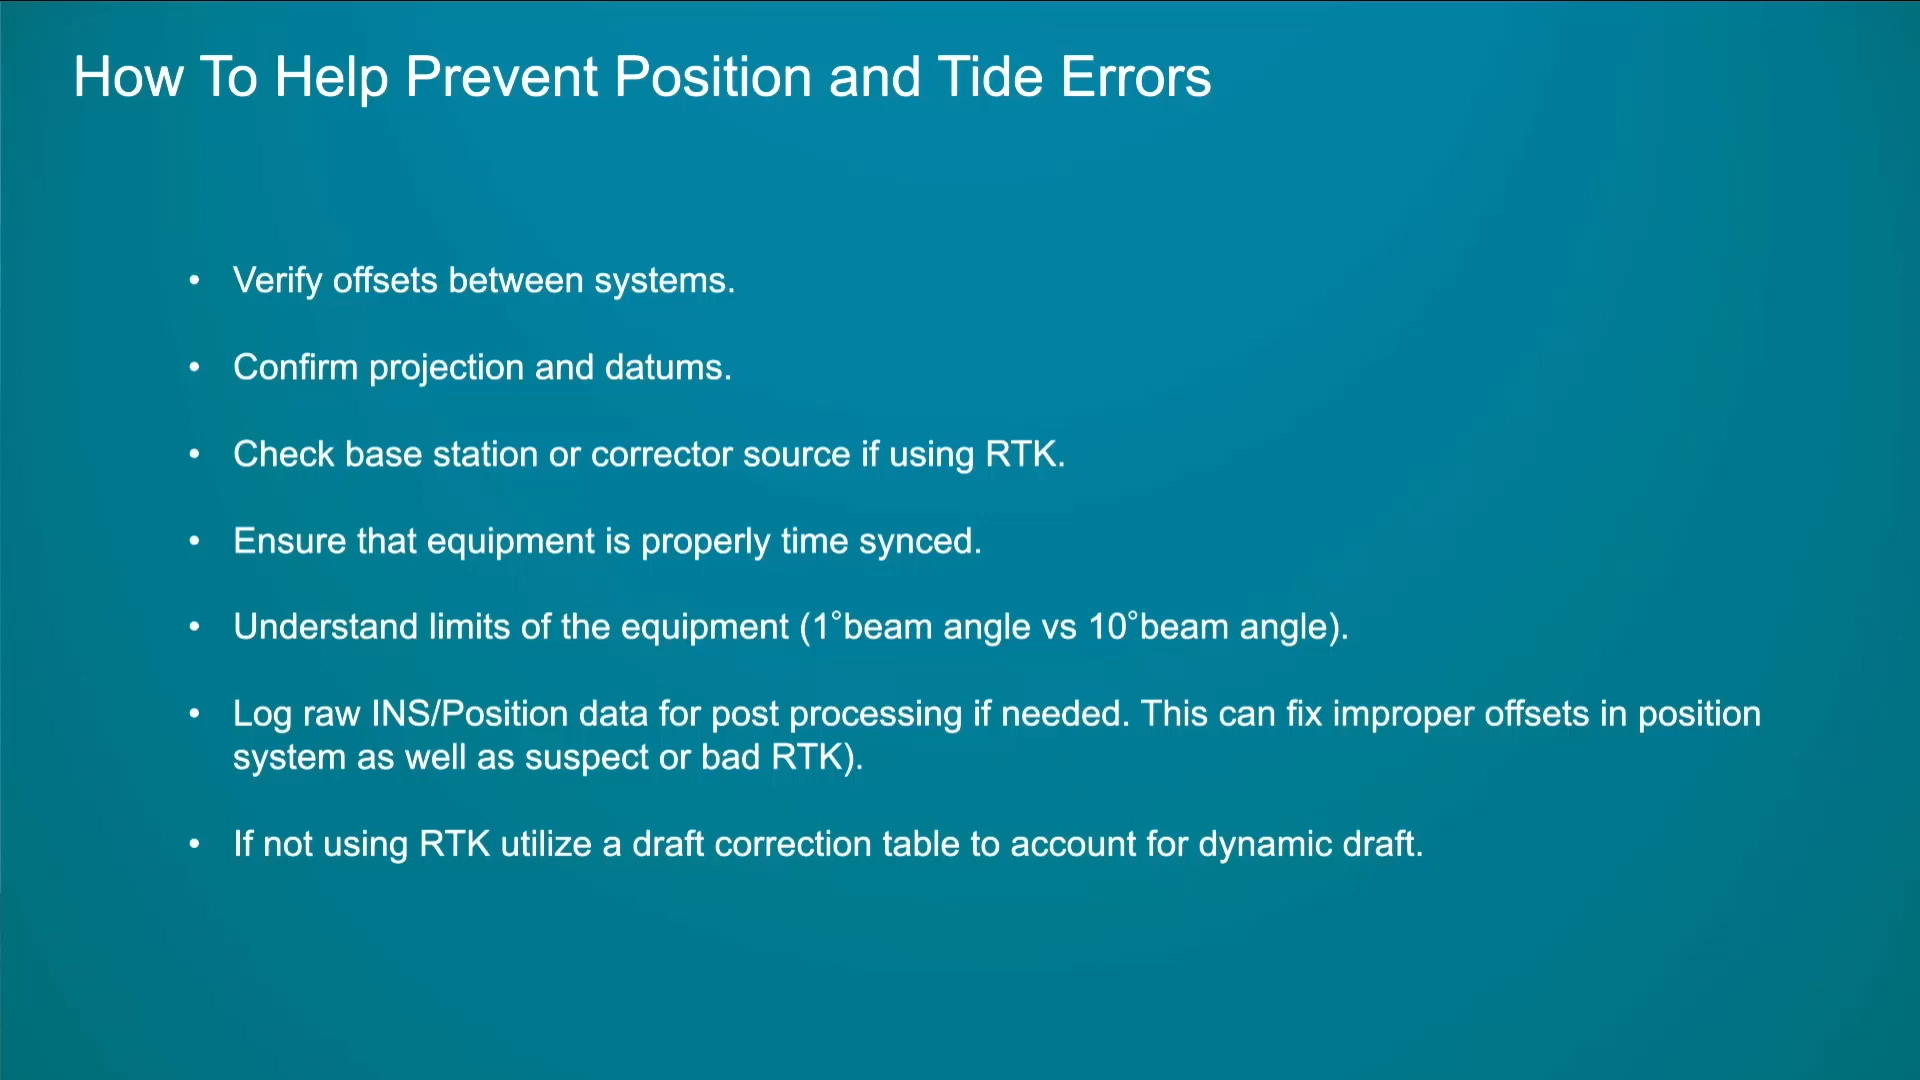 How To Help Prevent Position and Tide Errors
• Verify offsets between systems.
• Confirm projection and datums.
• Check base station or corrector source if using RTK.
• Ensure that equipment is properly time synced.
• Understand limits of the equipment (1°beam angle vs 10°beam angle).
• Log raw INS/Position data for post processing if needed. This can fix improper offsets in position
system as well as suspect or bad RTK).
• If not using RTK utilize a draft correction table to account for dynamic draft.